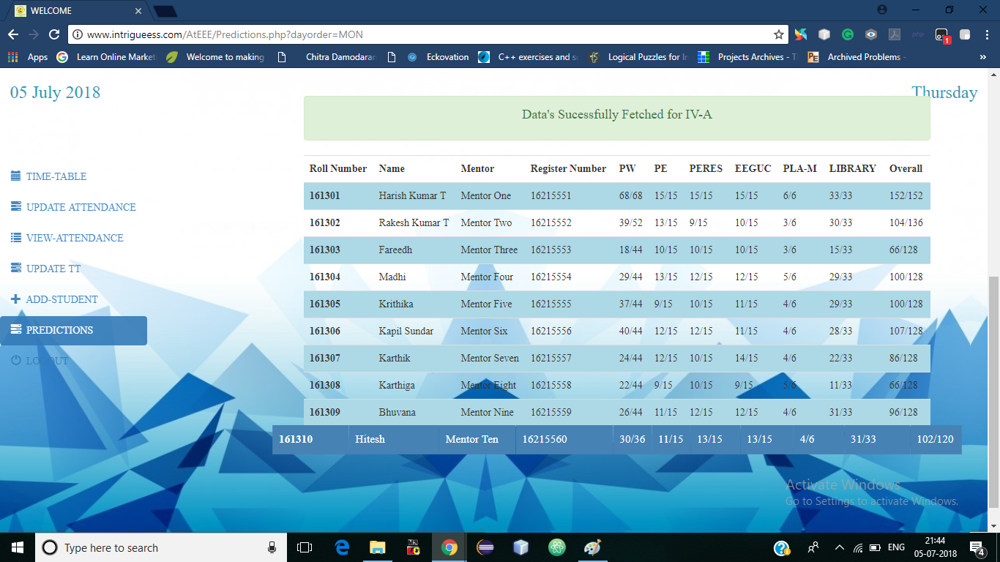 WELCOME
www.intrigueess.com/AtEEE/Predictions.php?dayorder=MON
Apps Learn Online Market Welcome to making Chitra Damodaran Eckovation C++ exercises and so Logical Puzzles for Projects Archives - Archived Problems - »
05 July 2018 Thursday
Data's Sucessfully Fetched for IV-A
TIME-TABLE
UPDATE ATTENDANCE
VIEW-ATTENDANCE
UPDATE TT
ADD-STUDENT
PREDICTIONS
LOGOUT
Roll Number Name Mentor Register Number PW PE PERES EEGUC PLA-M LIBRARY Overall
161301 Harish Kumar T Mentor One 16215551 68/68 15/15 15/15 15/15 6/6 33/33 152/152
161302 Rakesh Kumar T Mentor Two 16215552 39/52 13/15 9/15 10/15 3/6 30/33 104/136
161303 Fareedh Mentor Three 16215553 18/44 10/15 10/15 10/15 3/6 15/33 66/128
161304 Madhi Mentor Four 16215554 29/44 13/15 12/15 12/15 5/6 29/33 100/128
161305 Krithika Mentor Five 16215555 37/44 9/15 10/15 11/15 4/6 29/33 100/128
161306 Kapil Sundar Mentor Six 16215556 40/44 12/15 12/15 11/15 4/6 28/33 107/128
161307 Karthik Mentor Seven 16215557 24/44 12/15 10/15 14/15 4/6 22/33 86/128
161308 Karthiga Mentor Eight 16215558 22/44 9/15 10/15 9/15 5/6 11/33 66/128
161309 Bhuvana Mentor Nine 16215559 26/44 11/15 12/15 12/15 4/6 31/33 96/128
161310 Hitesh Mentor Ten 16215560 30/36 11/15 13/15 13/15 4/6 31/33 102/120
Activate Windows
Go to Settings to activate Windows.
Type here to search
ENG
21:44
05-07-2018
4